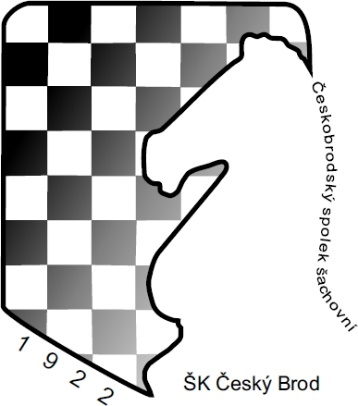 Českobrodský spolek šachovní
1922
ŠK Český Brod